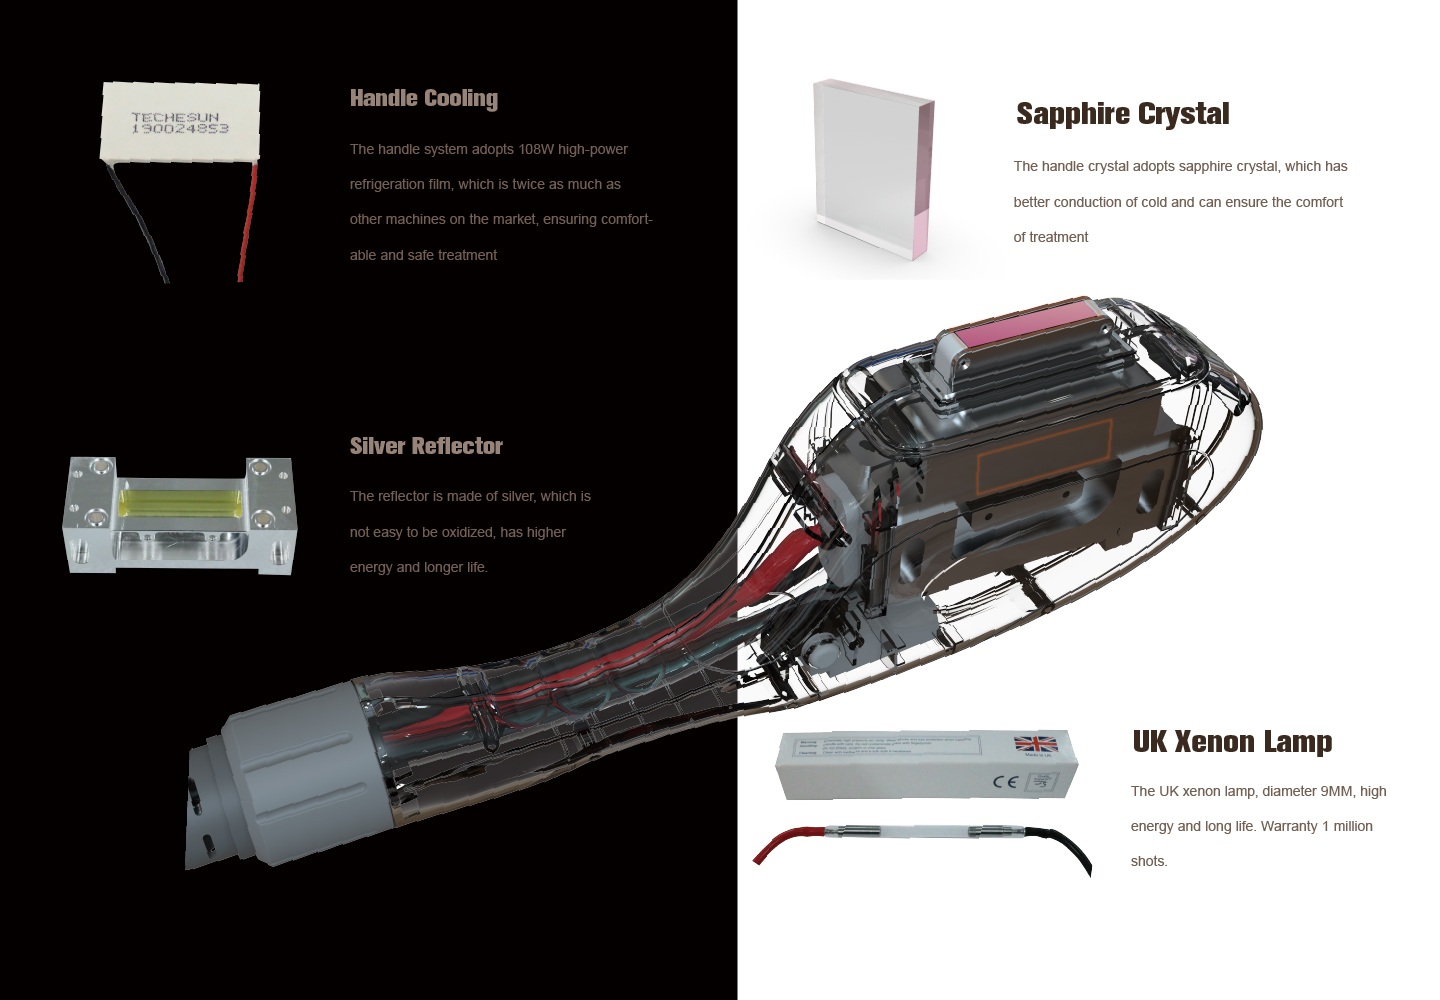 TECHESUN
190024853
Handle Cooling
The handle system adopts 108W high-power
refrigeration film, which is twice as much as
other machines on the market, ensuring comfort-
able and safe treatment
Sapphire Crystal
The handle crystal adopts sapphire crystal, which has
better conduction of cold and can ensure the comfort
of treatment
Silver Reflector
The reflector is made of silver, which is
not easy to be oxidized, has higher
energy and longer life.
Made in UK
CE
UK Xenon Lamp
The UK xenon lamp, diameter 9MM, high
energy and long life. Warranty 1 million
shots.